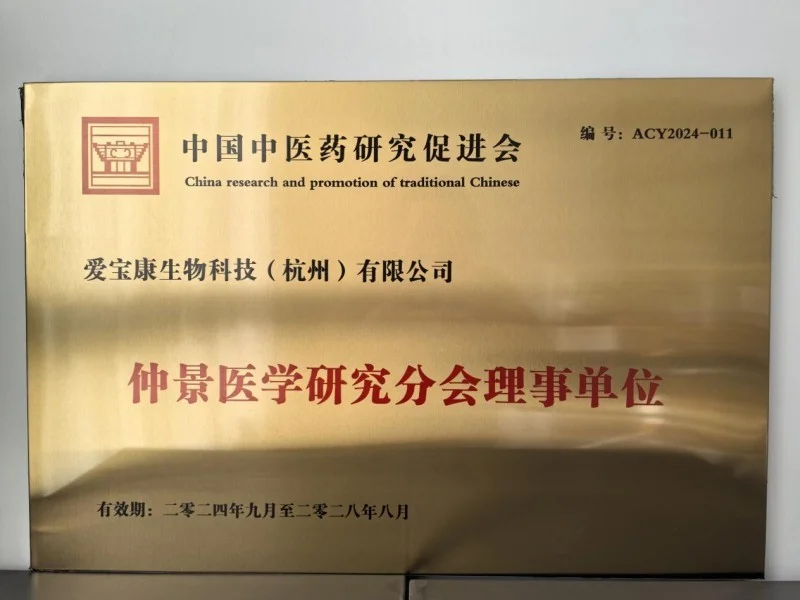 中国中医药研究促进会
China research and promotion of traditional Chinese
编 号：ACY2024-011
爱宝康生物科技（杭州）有限公司
仲景医学研究分会理事单位
有效期：二零二四年九月至二零二八年八月